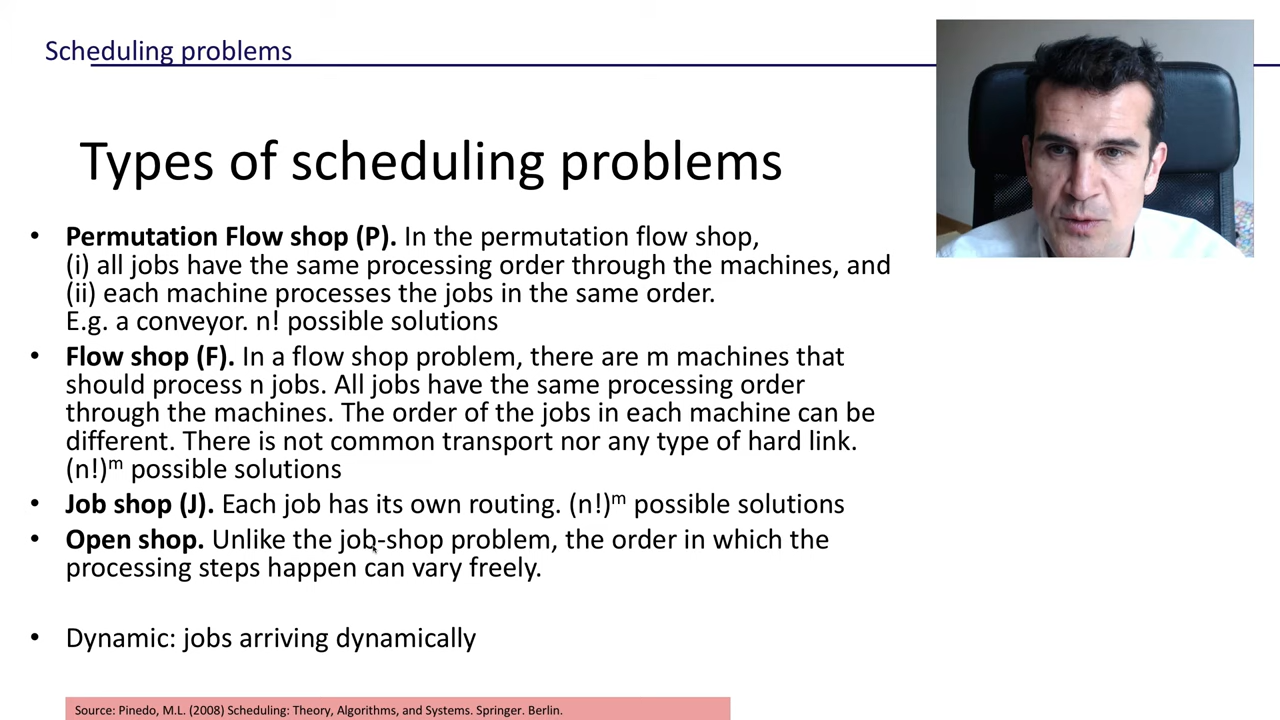 Scheduling problems
Types of scheduling problems
• Permutation Flow shop (P). In the permutation flow shop,
(i) all jobs have the same processing order through the machines, and
(ii) each machine processes the jobs in the same order.
E.g. a conveyor. n! possible solutions
• Flow shop (F). In a flow shop problem, there are m machines that
should process n jobs. All jobs have the same processing order
through the machines. The order of the jobs in each machine can be
different. There is not common transport nor any type of hard link.
(n!)ᵐ possible solutions
• Job shop (J). Each job has its own routing. (n!)ᵐ possible solutions
• Open shop. Unlike the job-shop problem, the order in which the
processing steps happen can vary freely.
• Dynamic: jobs arriving dynamically
Source: Pinedo, M.L. (2008) Scheduling: Theory, Algorithms, and Systems. Springer. Berlin.